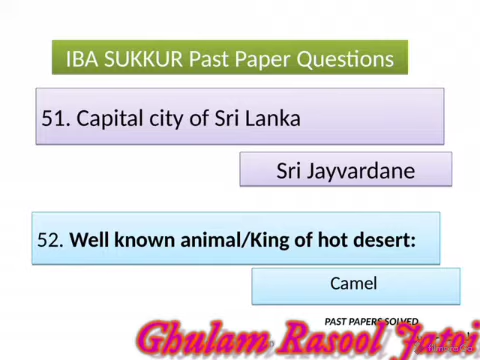 IBA SUKKUR Past Paper Questions
51. Capital city of Sri Lanka
Sri Jayvardane
52. Well known animal/King of hot desert:
Camel
PAST PAPERS SOLVED
Ghulam Rasool Jatoi